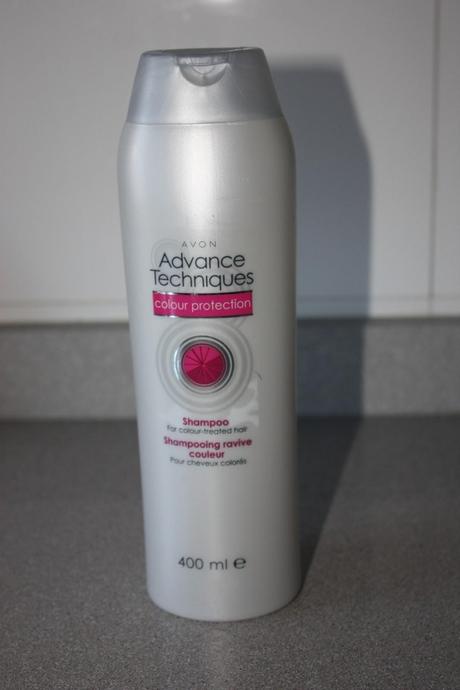 AVON
Advance
Techniques
colour protection
Shampoo
For colour-treated hair
Shampooing ravive
couleur
Pour cheveux colorés
400 ml ℮